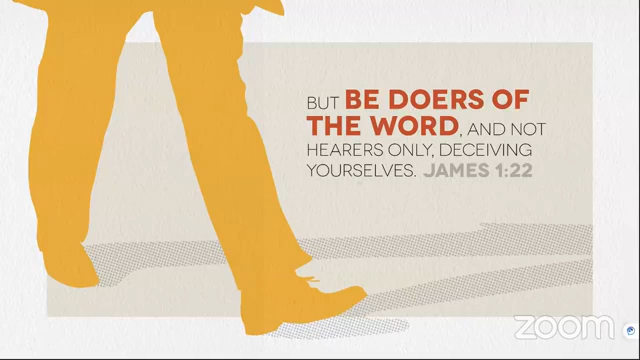 BUT BE DOERS OF
THE WORD, AND NOT
HEARERS ONLY, DECEIVING
YOURSELVES. JAMES 1:22
zoom